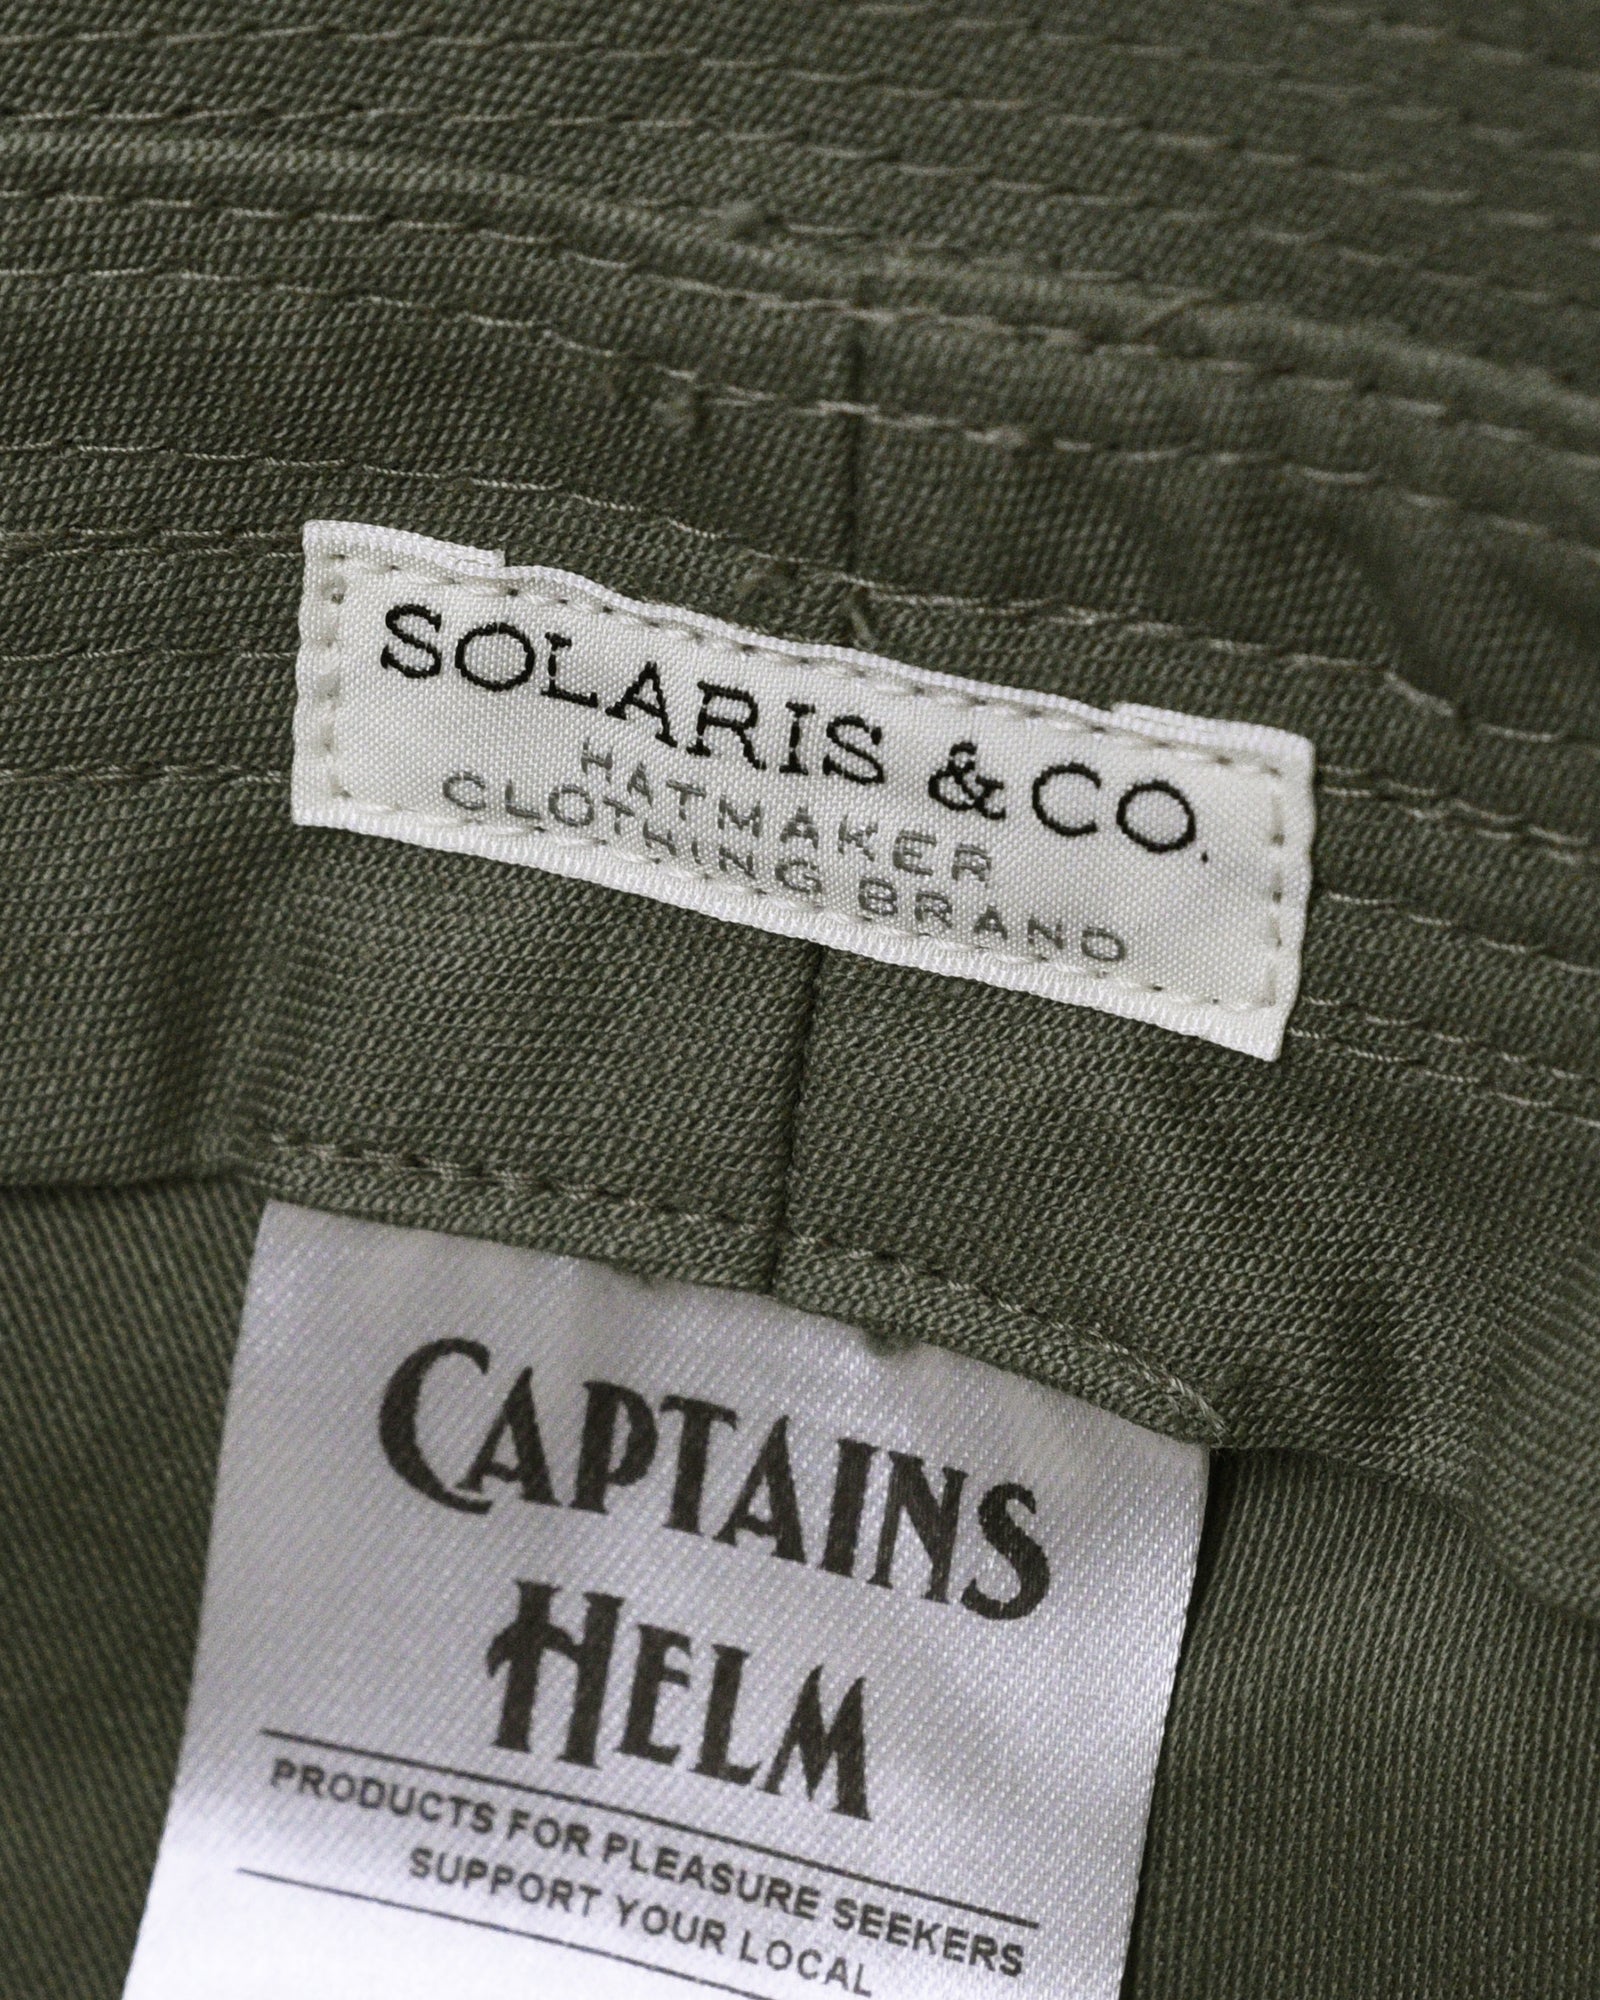 SOLARIS & CO.
HATMAKER
CLOTHING BRAND
CAPTAINS
HELM
PRODUCTS FOR PLEASURE SEEKERS
SUPPORT YOUR LOCAL